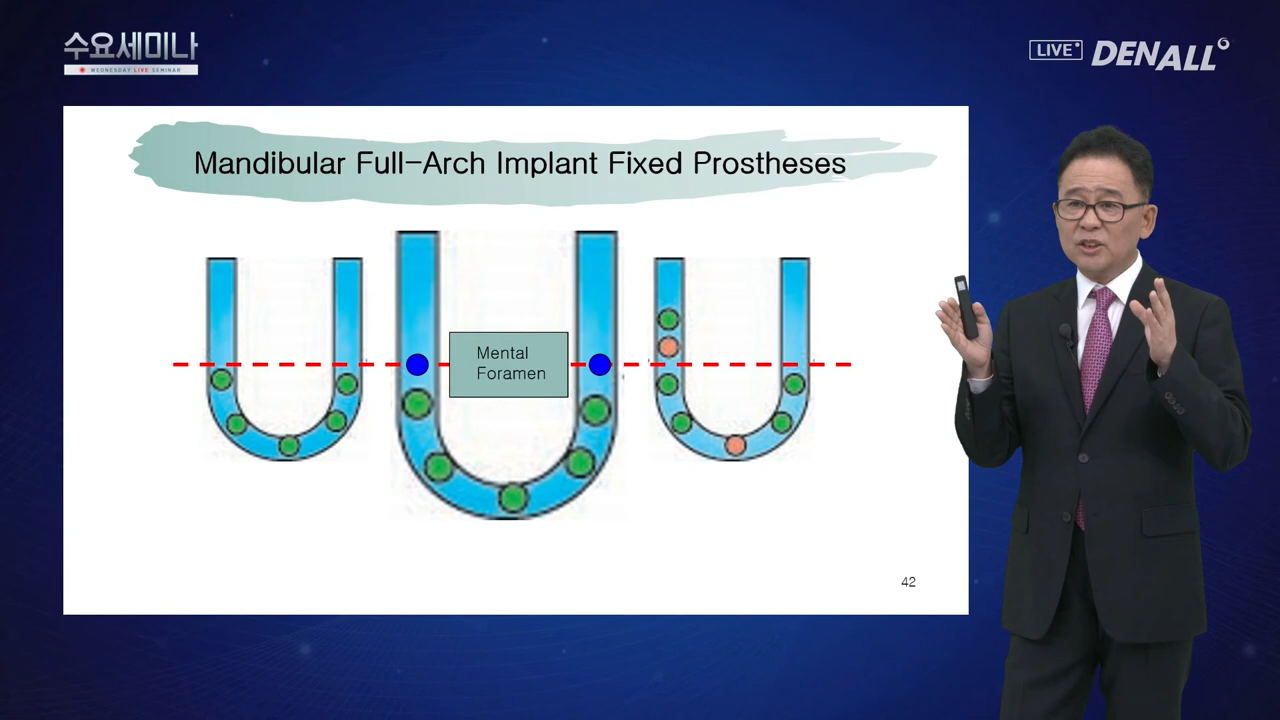 수요세미나
WEDNESDAY LIVE SEMINAR
LIVE
DENALL
Mandibular Full-Arch Implant Fixed Prostheses
Mental
Foramen
42